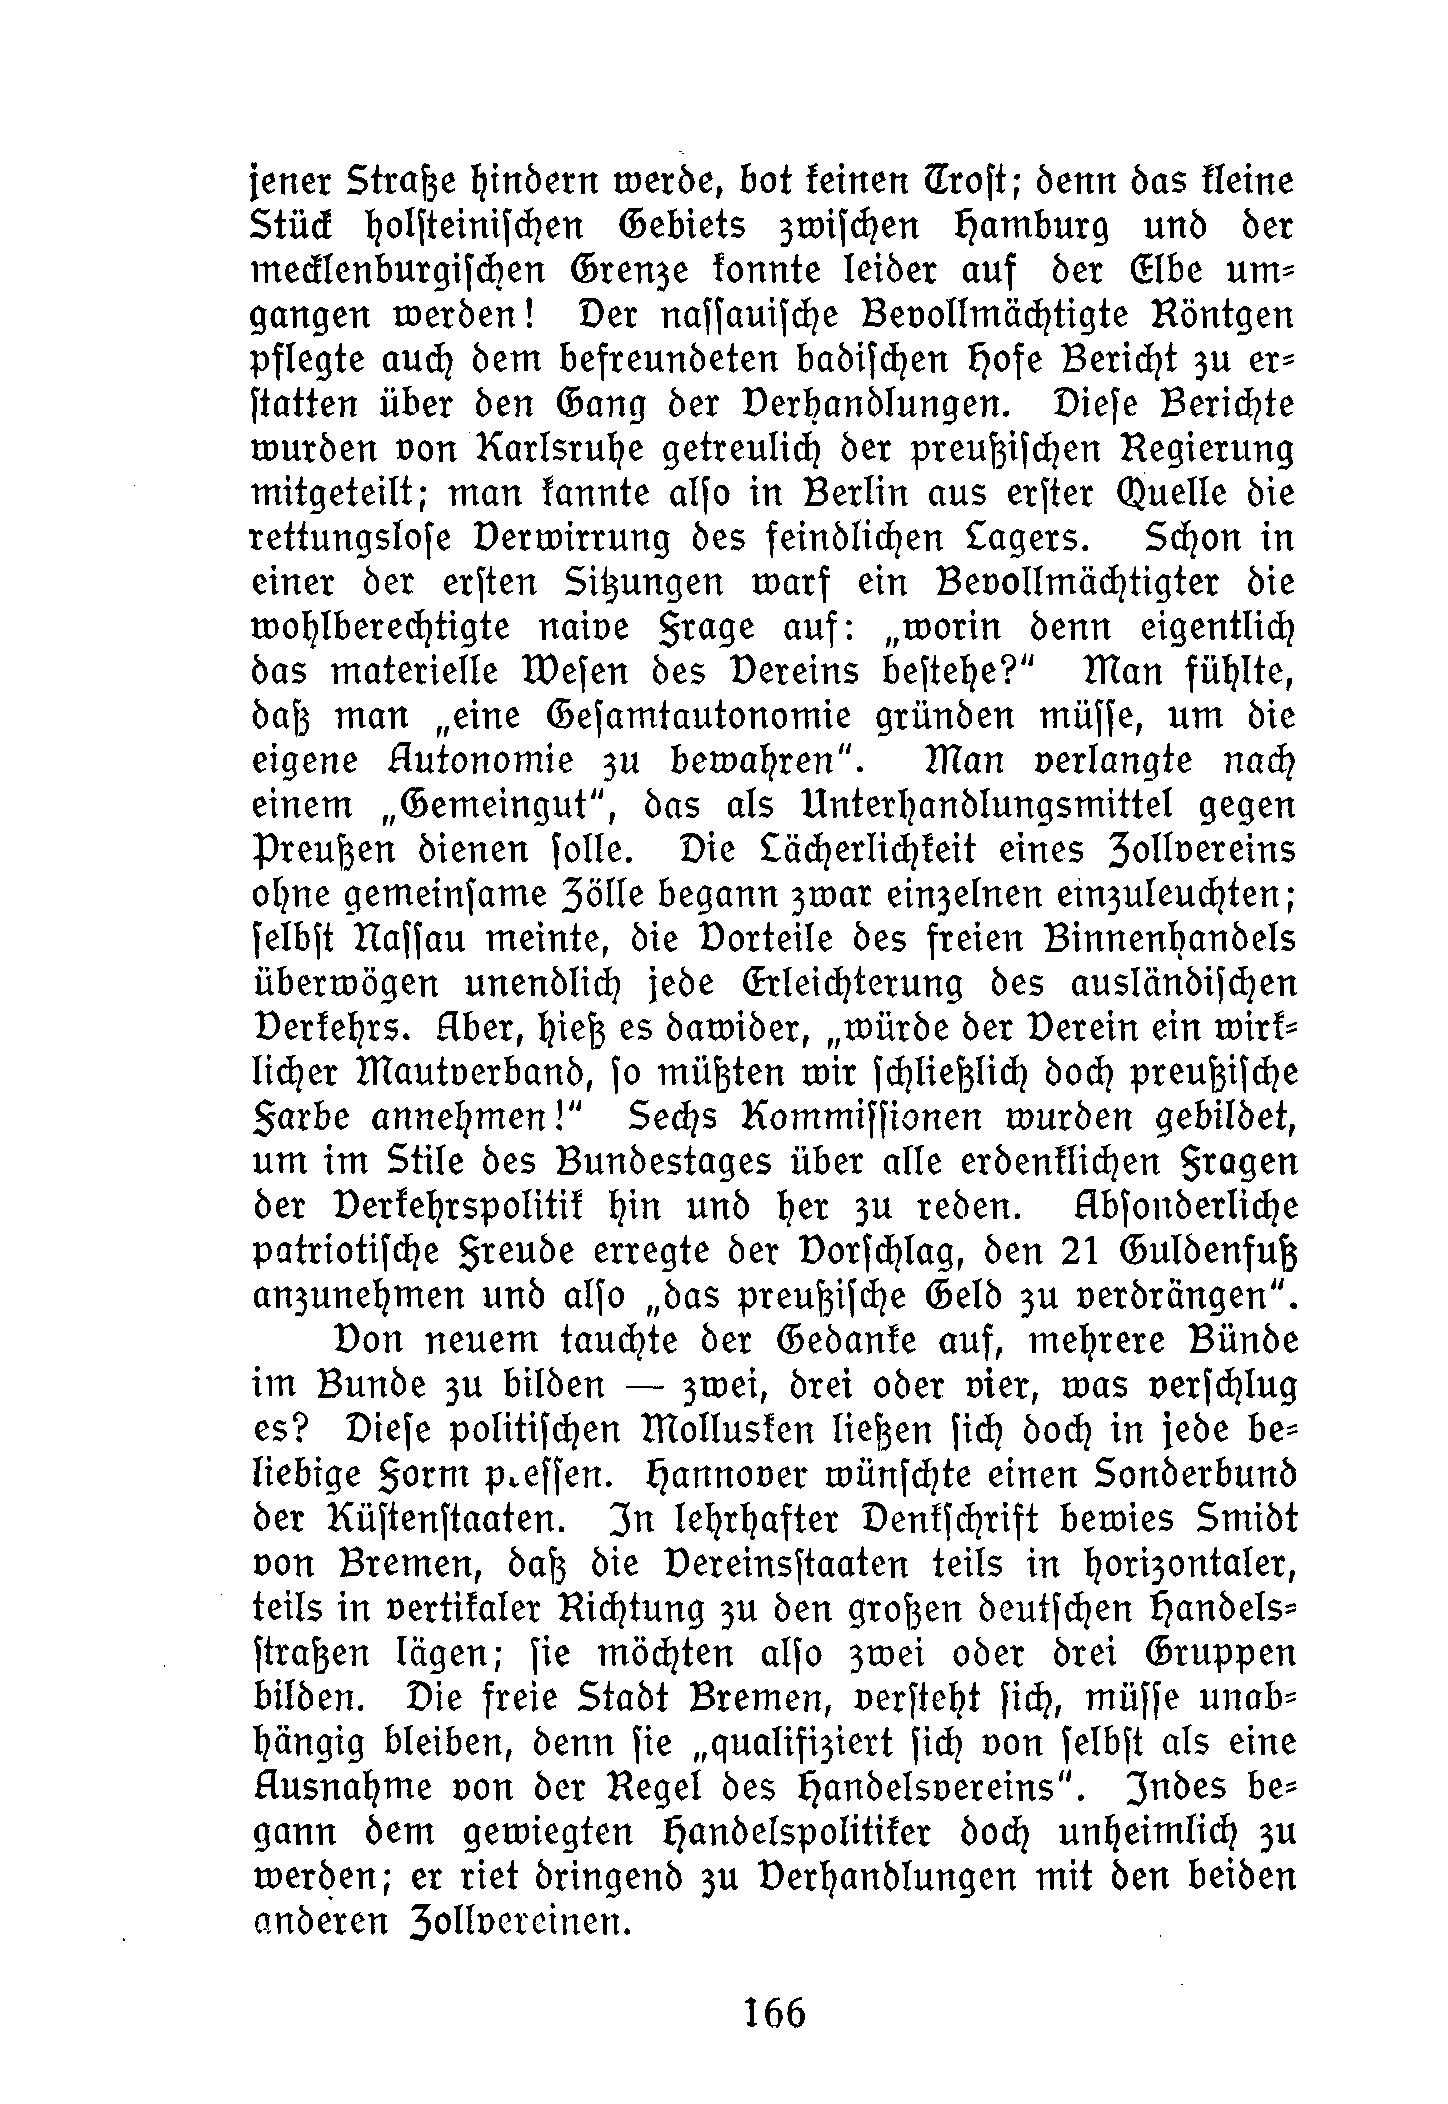 jener Straße hindern werde, bot keinen Troſt; denn das kleine
Stück holſteiniſchen Gebiets zwiſchen Hamburg und der
mecklenburgiſchen Grenze konnte leider auf der Elbe um⸗
gangen werden! Der naſſauiſche Bevollmächtigte Röntgen
pflegte auch dem befreundeten badiſchen Hofe Bericht zu er⸗
ſtatten über den Gang der Verhandlungen. Dieſe Berichte
wurden von Karlsruhe getreulich der preußiſchen Regierung
mitgeteilt; man kannte alſo in Berlin aus erſter Quelle die
rettungsloſe Verwirrung des feindlichen Lagers. Schon in
einer der erſten Sitzungen warf ein Bevollmächtigter die
wohlberechtigte naive Frage auf: „worin denn eigentlich
das materielle Weſen des Vereins beſtehe?“ Man fühlte,
daß man „eine Geſamtautonomie gründen müſſe, um die
eigene Autonomie zu bewahren“. Man verlangte nach
einem „Gemeingut“, das als Unterhandlungsmittel gegen
Preußen dienen ſolle. Die Lächerlichkeit eines Zollvereins
ohne gemeinſame Zölle begann zwar einzelnen einzuleuchten;
ſelbſt Naſſau meinte, die Vorteile des freien Binnenhandels
überwögen unendlich jede Erleichterung des ausländiſchen
Verkehrs. Aber, hieß es dawider, „würde der Verein ein wirk⸗
licher Mautverband, ſo müßten wir ſchließlich doch preußiſche
Farbe annehmen!“ Sechs Kommiſſionen wurden gebildet,
um im Stile des Bundestages über alle erdenklichen Fragen
der Verkehrspolitik hin und her zu reden. Abſonderliche
patriotiſche Freude erregte der Vorſchlag, den 21 Guldenfuß
anzunehmen und alſo „das preußiſche Geld zu verdrängen“.
Von neuem tauchte der Gedanke auf, mehrere Bünde
im Bunde zu bilden — zwei, drei oder vier, was verſchlug
es? Dieſe politiſchen Mollusken ließen ſich doch in jede be⸗
liebige Form preſſen. Hannover wünſchte einen Sonderbund
der Küſtenſtaaten. In lehrhafter Denkſchrift bewies Smidt
von Bremen, daß die Vereinsſtaaten teils in horizontaler,
teils in vertikaler Richtung zu den großen deutſchen Handels⸗
ſtraßen lägen; ſie möchten alſo zwei oder drei Gruppen
bilden. Die freie Stadt Bremen, verſteht ſich, müſſe unab⸗
hängig bleiben, denn ſie „qualifiziert ſich von ſelbſt als eine
Ausnahme von der Regel des Handelsvereins“. Indes be⸗
gann dem gewiegten Handelspolitiker doch unheimlich zu
werden; er riet dringend zu Verhandlungen mit den beiden
anderen Zollvereinen.
166